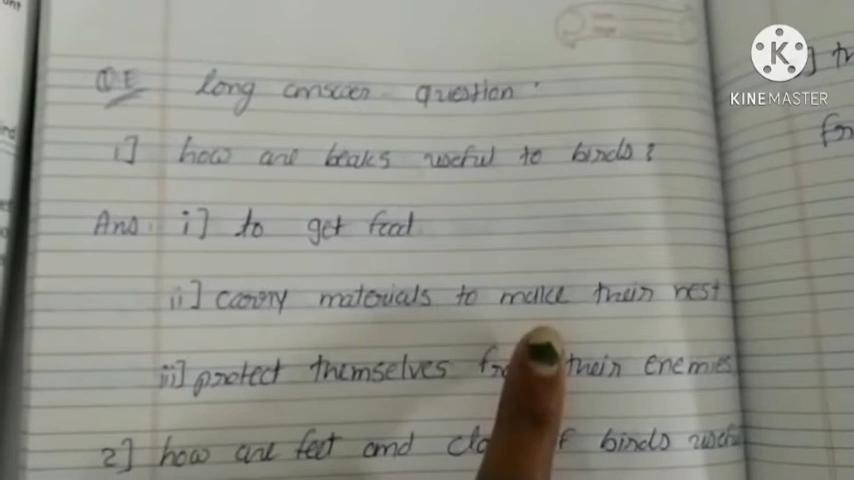 Q.E long answer question.
1] how are beaks useful to birds?
Ans. i] to get food
ii] carry materials to make their nest
iii] protect themselves their enemies
2] how are feet and birds
K
KINEMASTER